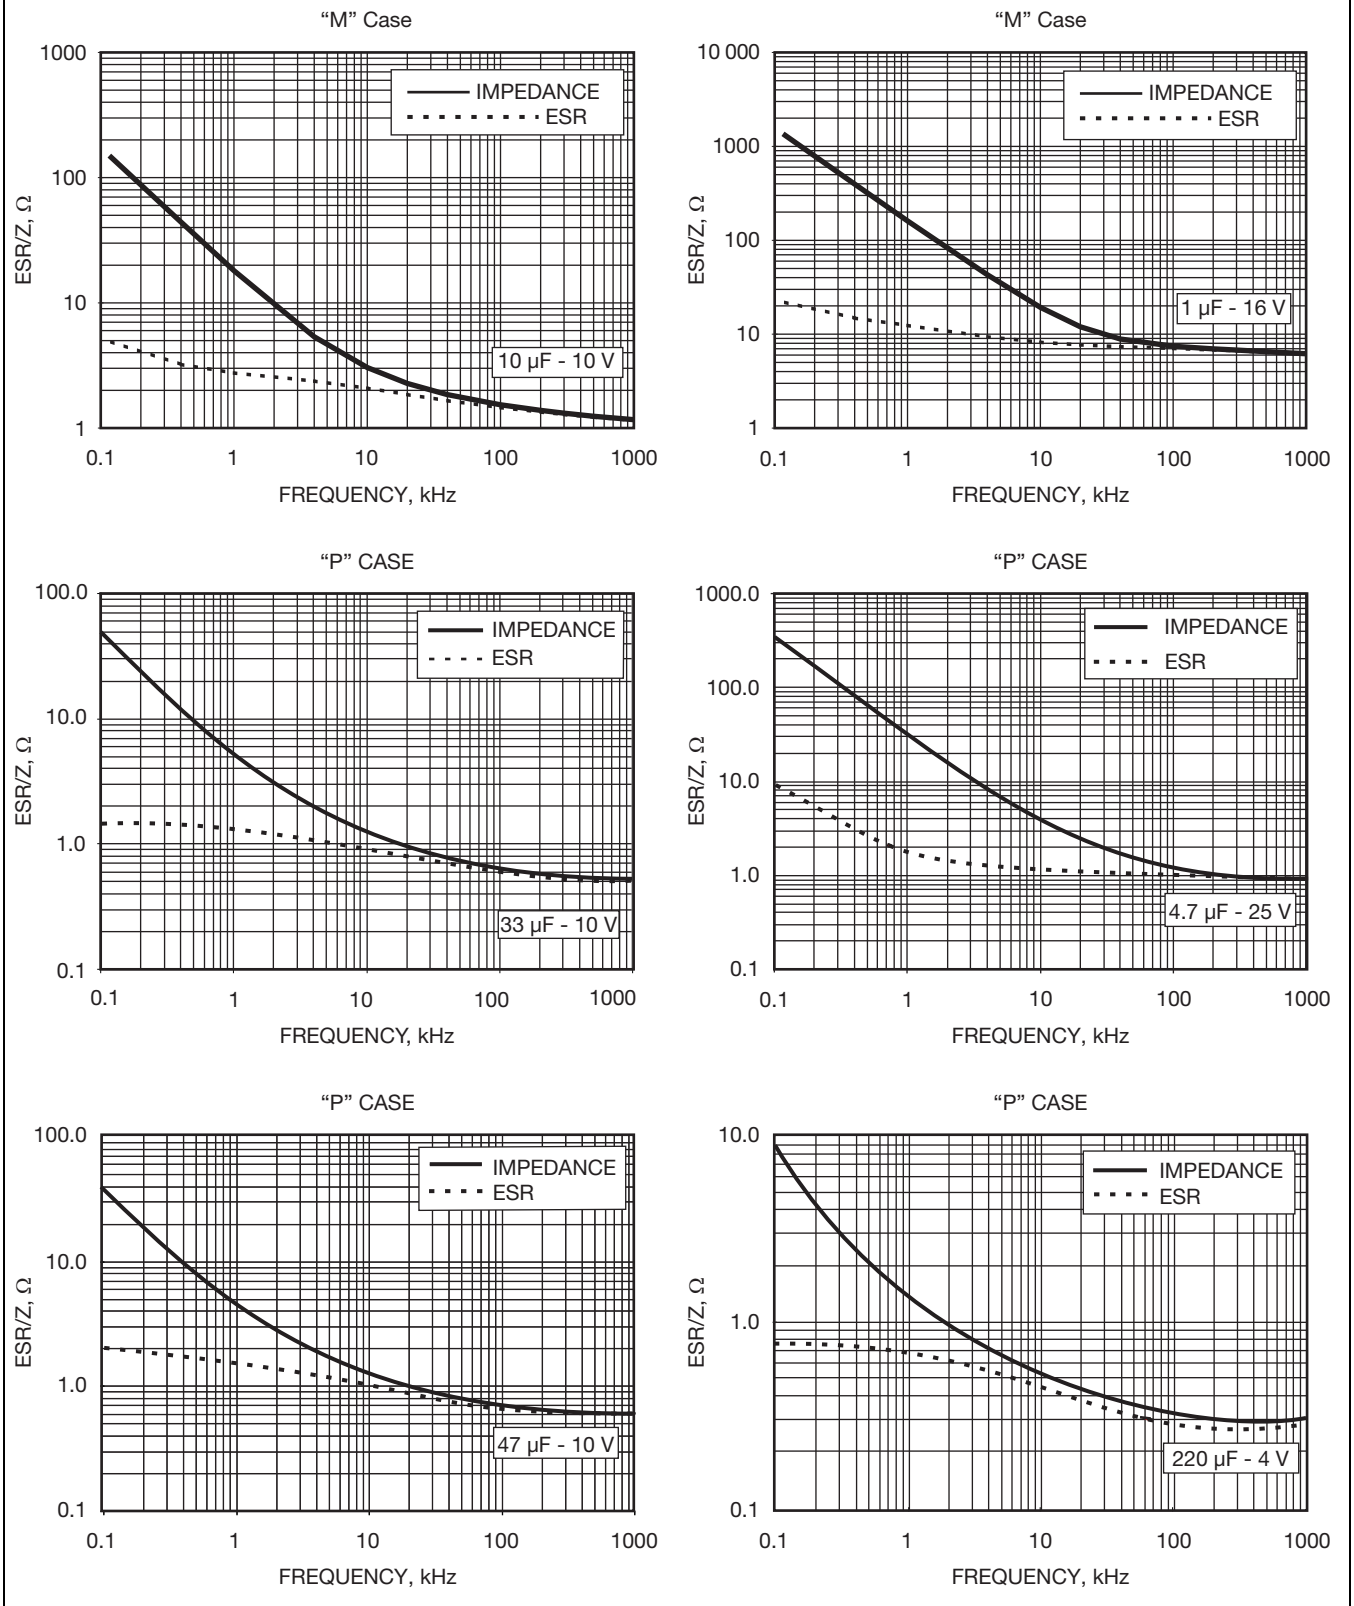 “M” Case
1000
100
10
1
ESR/Z, Ω
IMPEDANCE
ESR
10 µF - 10 V
0.1 1 10 100 1000
FREQUENCY, kHz
“M” Case
10 000
1000
100
10
1
ESR/Z, Ω
IMPEDANCE
ESR
1 µF - 16 V
0.1 1 10 100 1000
FREQUENCY, kHz
“P” CASE
100.0
10.0
1.0
0.1
ESR/Z, Ω
IMPEDANCE
ESR
33 µF - 10 V
0.1 1 10 100 1000
FREQUENCY, kHz
“P” CASE
1000.0
100.0
10.0
1.0
0.1
ESR/Z, Ω
IMPEDANCE
ESR
4.7 µF - 25 V
0.1 1 10 100 1000
FREQUENCY, kHz
“P” CASE
100.0
10.0
1.0
0.1
ESR/Z, Ω
IMPEDANCE
ESR
47 µF - 10 V
0.1 1 10 100 1000
FREQUENCY, kHz
“P” CASE
10.0
1.0
0.1
ESR/Z, Ω
IMPEDANCE
ESR
220 µF - 4 V
0.1 1 10 100 1000
FREQUENCY, kHz